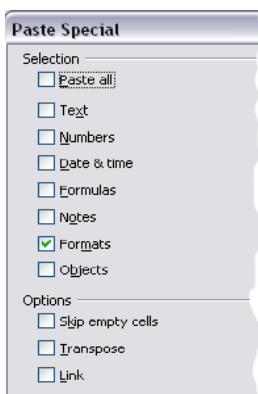 Paste Special
Selection
Paste all
Text
Numbers
Date & time
Formulas
Notes
Formats
Objects
Options
Skip empty cells
Transpose
Link